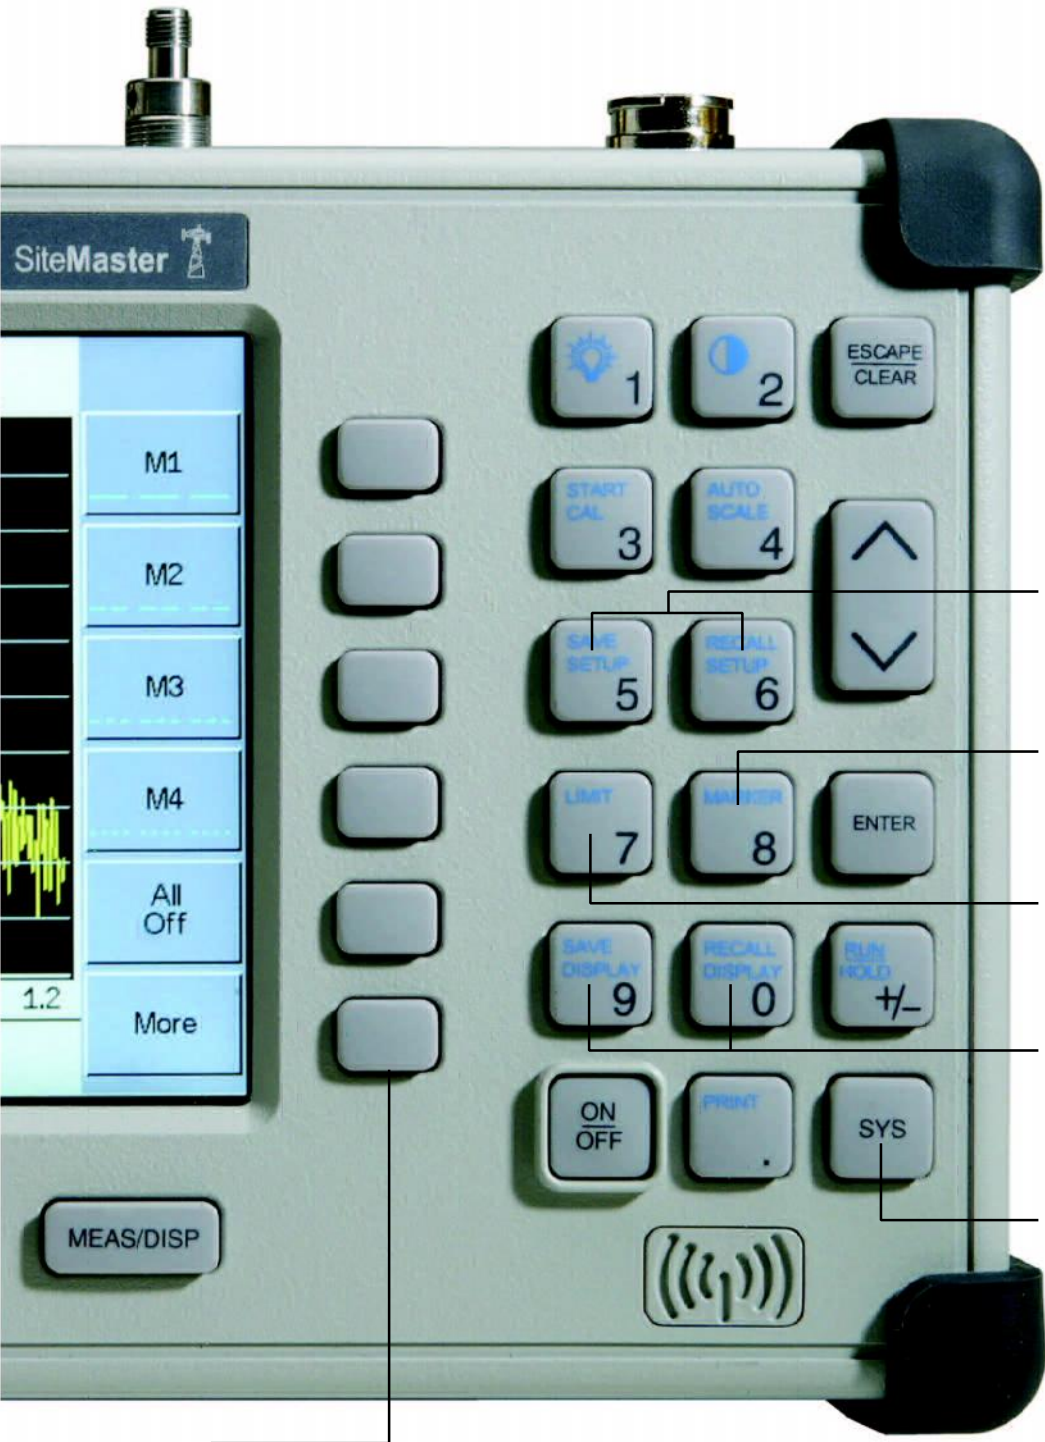 SiteMaster
1
2
ESCAPE
CLEAR
M1
START
CAL
3
AUTO
SCALE
4
M2
SAVE
SETUP
5
RECALL
SETUP
6
M3
M4
LIMIT
7
MARKER
8
ENTER
All
Off
SAVE
DISPLAY
9
RECALL
DISPLAY
0
RUN
HOLD
+/–
1.2
More
ON
OFF
PRINT
.
SYS
MEAS/DISP